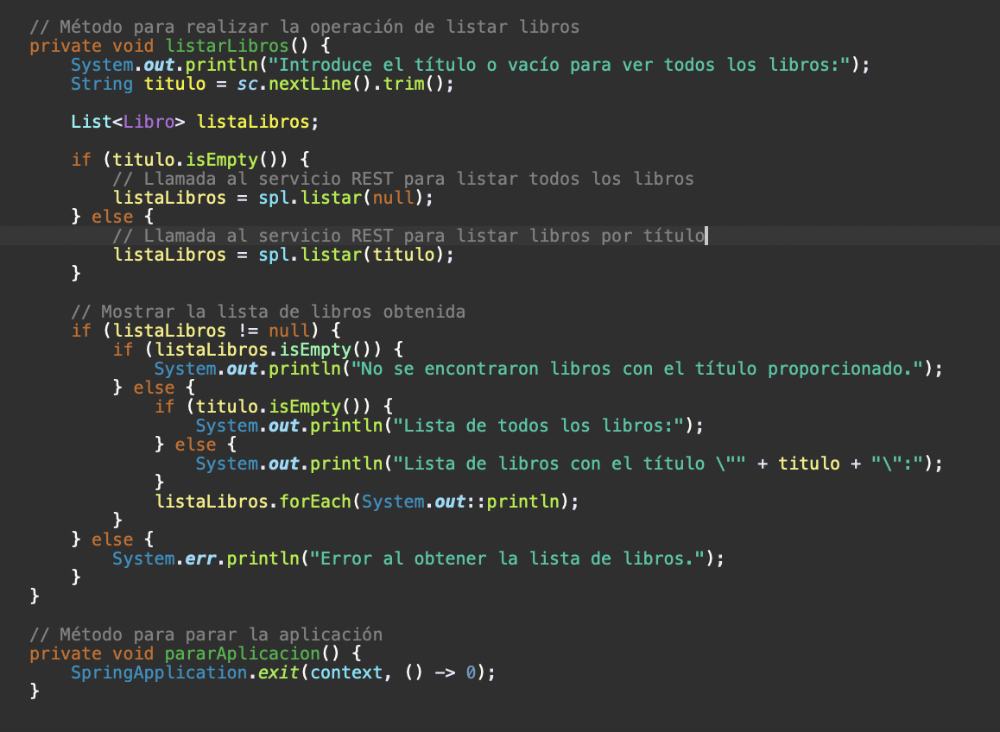 // Método para realizar la operación de listar libros
private void listarLibros() {
System.out.println("Introduce el título o vacío para ver todos los libros:");
String titulo = sc.nextLine().trim();
List<Libro> listaLibros;
if (titulo.isEmpty()) {
// Llamada al servicio REST para listar todos los libros
listaLibros = spl.listar(null);
} else {
// Llamada al servicio REST para listar libros por título
listaLibros = spl.listar(titulo);
}
// Mostrar la lista de libros obtenida
if (listaLibros != null) {
if (listaLibros.isEmpty()) {
System.out.println("No se encontraron libros con el título proporcionado.");
} else {
if (titulo.isEmpty()) {
System.out.println("Lista de todos los libros:");
} else {
System.out.println("Lista de libros con el título \"" + titulo + "\":");
}
listaLibros.forEach(System.out::println);
}
} else {
System.err.println("Error al obtener la lista de libros.");
}
}
// Método para parar la aplicación
private void pararAplicacion() {
SpringApplication.exit(context, () -> 0);
}